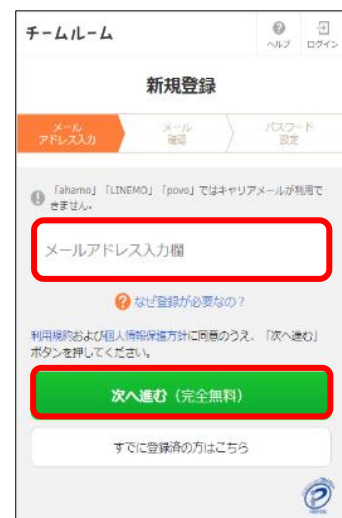 チームルーム
ヘルプ
ログイン
新規登録
メール
アドレス入力
メール
確認
パスワード
設定
「ahamo」「LINEMO」「povo」ではキャリアメールが利用で
きません。
メールアドレス入力欄
なぜ登録が必要なの？
利用規約および個人情報保護方針に同意のうえ、「次へ進む」
ボタンを押してください。
次へ進む（完全無料）
すでに登録済の方はこちら